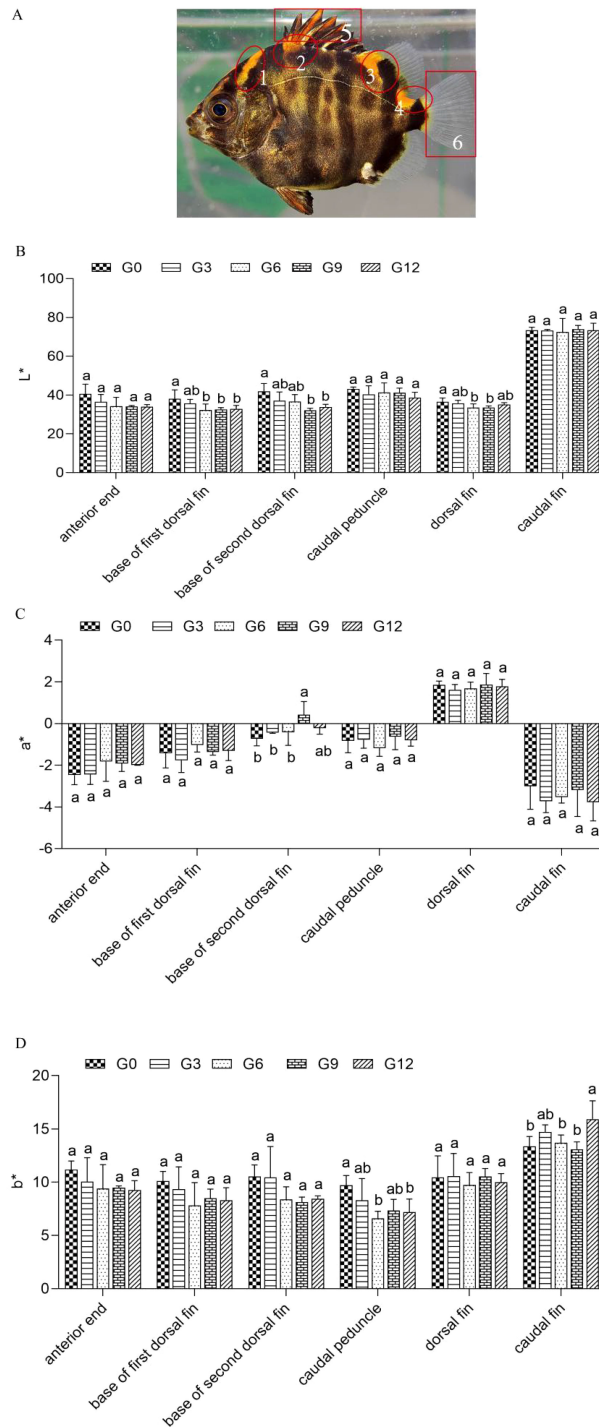 A
1
2
3
4
5
6
B
G0 G3 G6 G9 G12
100
80
60
40
20
0
L*
a a a a a
a ab b b b
a ab ab b b
a a a a a
a ab b b ab
a a a a a
anterior end
base of first dorsal fin
base of second dorsal fin
caudal peduncle
dorsal fin
caudal fin
C
G0 G3 G6 G9 G12
4
2
0
-2
-4
-6
a*
a a a a a
a a a a a
b b b a ab
a a a a a
a a a a a
a a a a a
anterior end
base of first dorsal fin
base of second dorsal fin
caudal peduncle
dorsal fin
caudal fin
D
G0 G3 G6 G9 G12
20
15
10
5
0
b*
a a a a a
a a a a a
a a a a a
a ab b ab b
a a a a a
b ab b b a
anterior end
base of first dorsal fin
base of second dorsal fin
caudal peduncle
dorsal fin
caudal fin